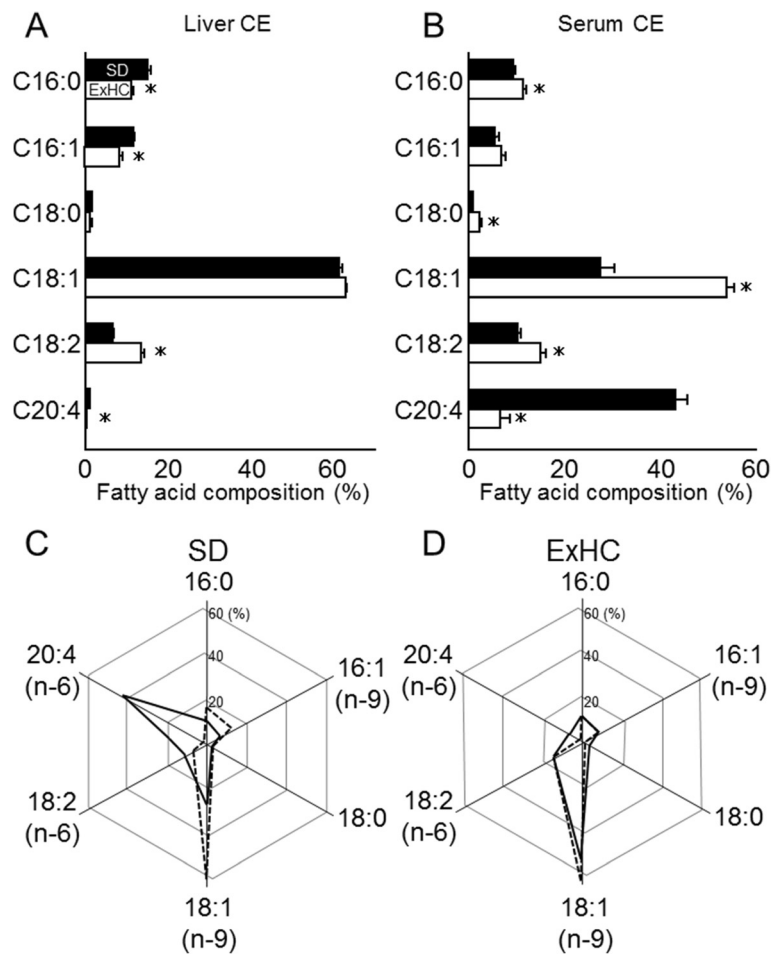 A Liver CE
C16:0 SD
ExHC *
C16:1 *
C18:0
C18:1
C18:2 *
C20:4 *
0 20 40 60
Fatty acid composition (%)
B Serum CE
C16:0 *
C16:1
C18:0 *
C18:1 *
C18:2 *
C20:4 *
0 20 40 60
Fatty acid composition (%)
C SD
16:0
60 (%)
40
20
16:1
(n-9)
18:0
18:1
(n-9)
18:2
(n-6)
20:4
(n-6)
D ExHC
16:0
60 (%)
40
20
16:1
(n-9)
18:0
18:1
(n-9)
18:2
(n-6)
20:4
(n-6)